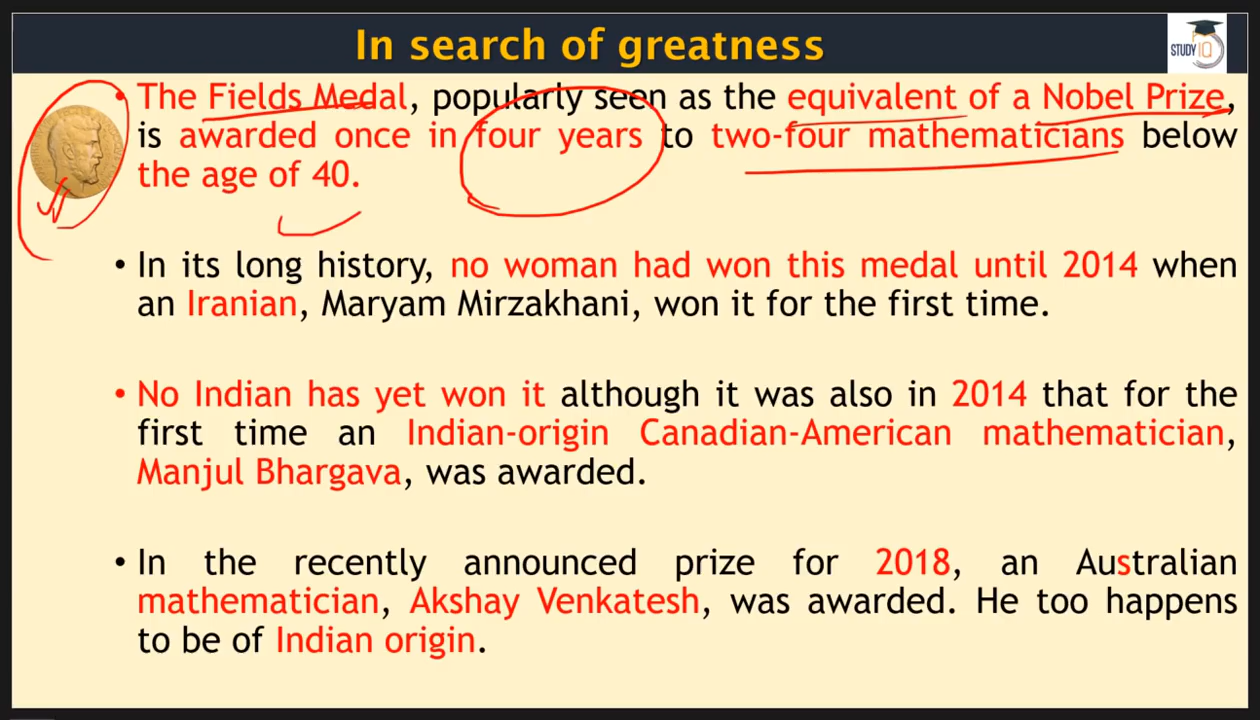 In search of greatness
STUDY IQ
• The Fields Medal, popularly seen as the equivalent of a Nobel Prize,
is awarded once in four years to two-four mathematicians below
the age of 40.
• In its long history, no woman had won this medal until 2014 when
an Iranian, Maryam Mirzakhani, won it for the first time.
• No Indian has yet won it although it was also in 2014 that for the
first time an Indian-origin Canadian-American mathematician,
Manjul Bhargava, was awarded.
• In the recently announced prize for 2018, an Australian
mathematician, Akshay Venkatesh, was awarded. He too happens
to be of Indian origin.